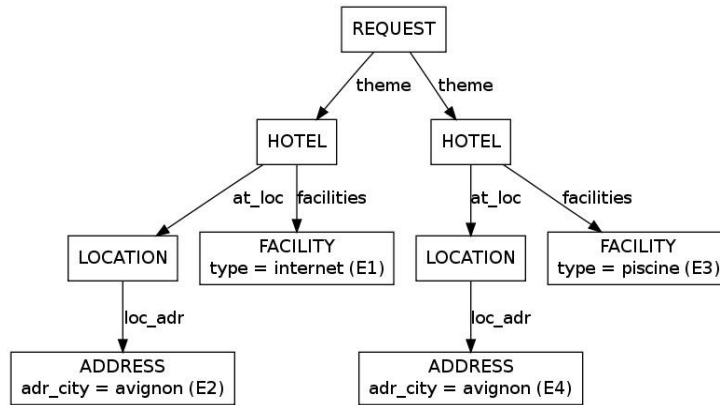 REQUEST
theme
theme
HOTEL
HOTEL
at_loc
facilities
at_loc
facilities
LOCATION
FACILITY
type = internet (E1)
LOCATION
FACILITY
type = piscine (E3)
loc_adr
loc_adr
ADDRESS
adr_city = avignon (E2)
ADDRESS
adr_city = avignon (E4)